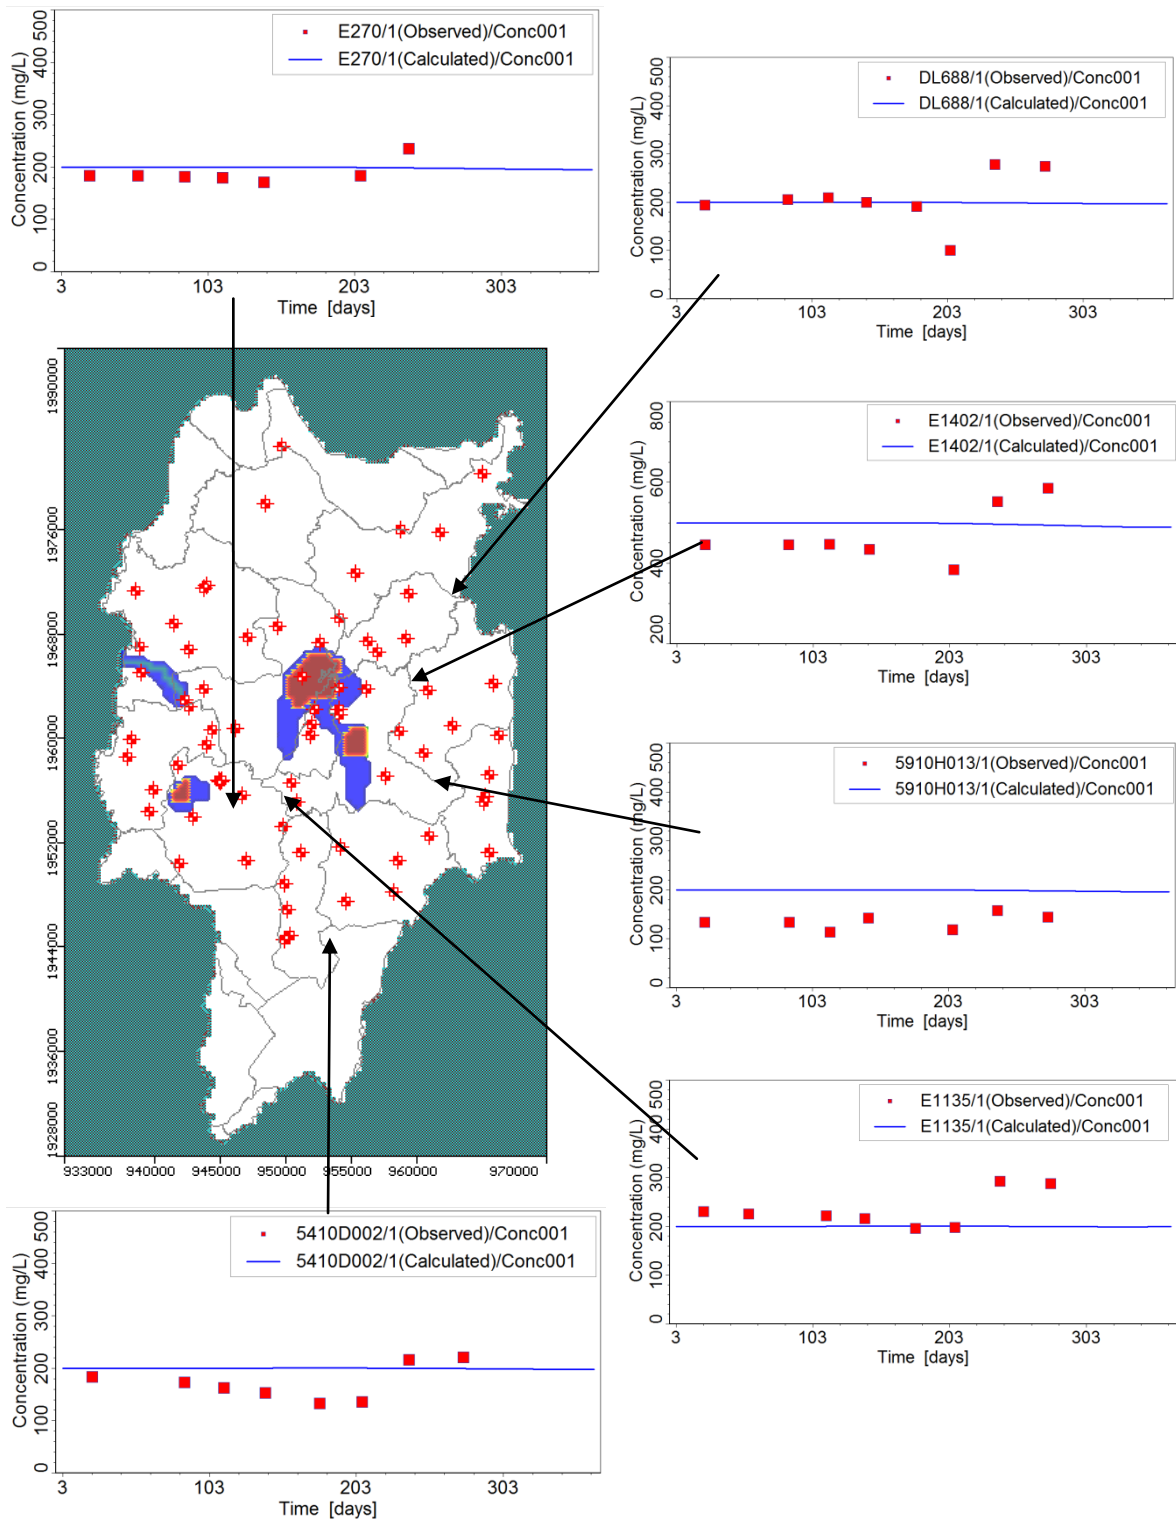 E270/1(Observed)/Conc001
E270/1(Calculated)/Conc001
Concentration (mg/L)
0 100 200 300 400 500
3 103 203 303
Time [days]
DL688/1(Observed)/Conc001
DL688/1(Calculated)/Conc001
Concentration (mg/L)
0 100 200 300 400 500
3 103 203 303
Time [days]
E1402/1(Observed)/Conc001
E1402/1(Calculated)/Conc001
Concentration (mg/L)
200 400 600 800
3 103 203 303
Time [days]
5910H013/1(Observed)/Conc001
5910H013/1(Calculated)/Conc001
Concentration (mg/L)
0 100 200 300 400 500
3 103 203 303
Time [days]
E1135/1(Observed)/Conc001
E1135/1(Calculated)/Conc001
Concentration (mg/L)
0 100 200 300 400 500
3 103 203 303
Time [days]
1928000 1936000 1944000 1952000 1960000 1968000 1976000 1990000
933000 940000 945000 950000 955000 960000 970000
5410D002/1(Observed)/Conc001
5410D002/1(Calculated)/Conc001
Concentration (mg/L)
0 100 200 300 400 500
3 103 203 303
Time [days]